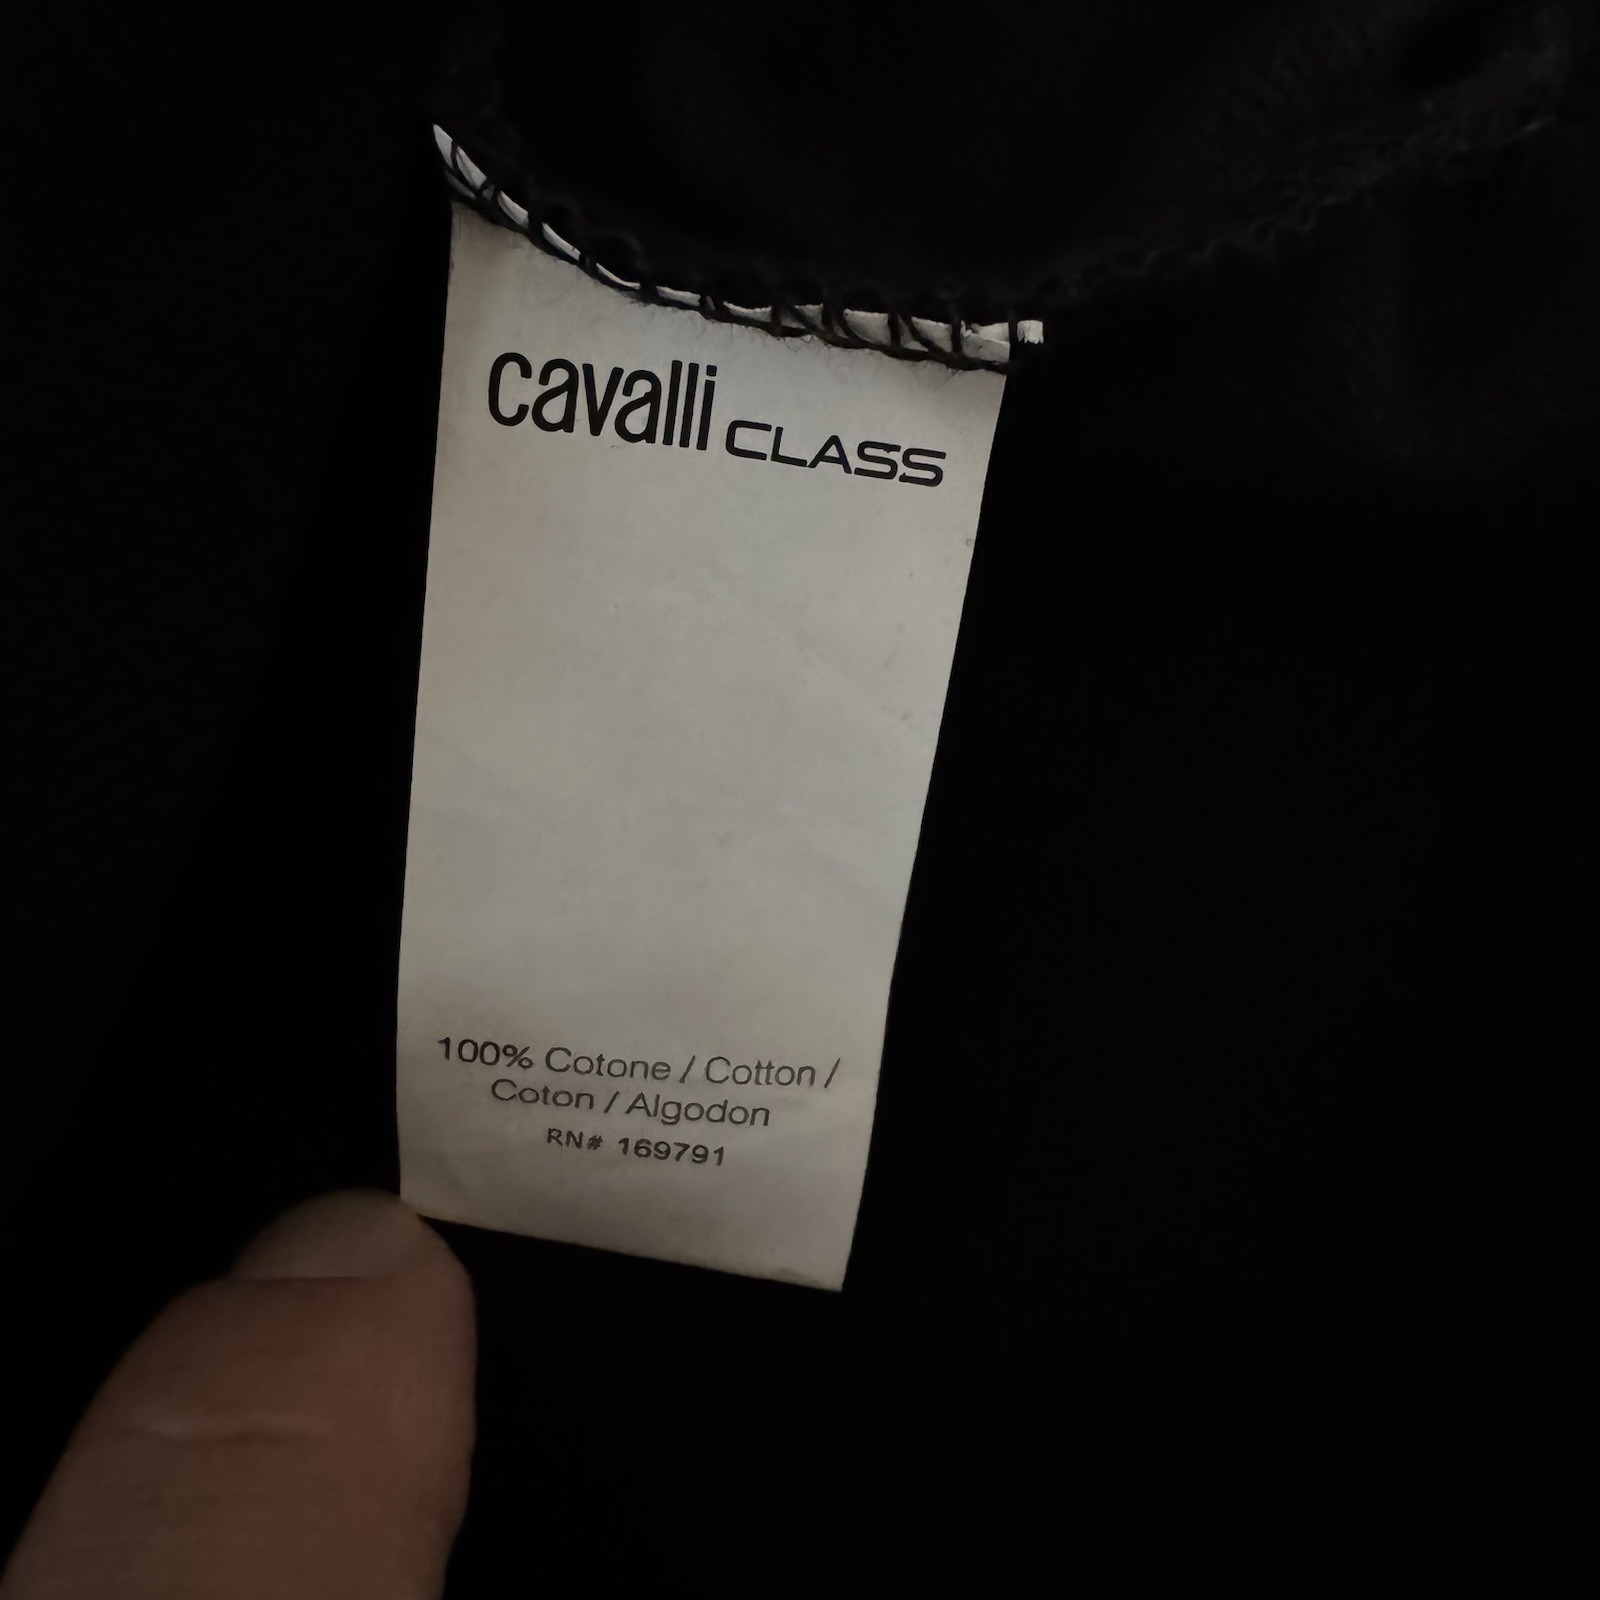 cavalli CLASS
100% Cotone / Cotton /
Coton / Algodon
RN# 169791